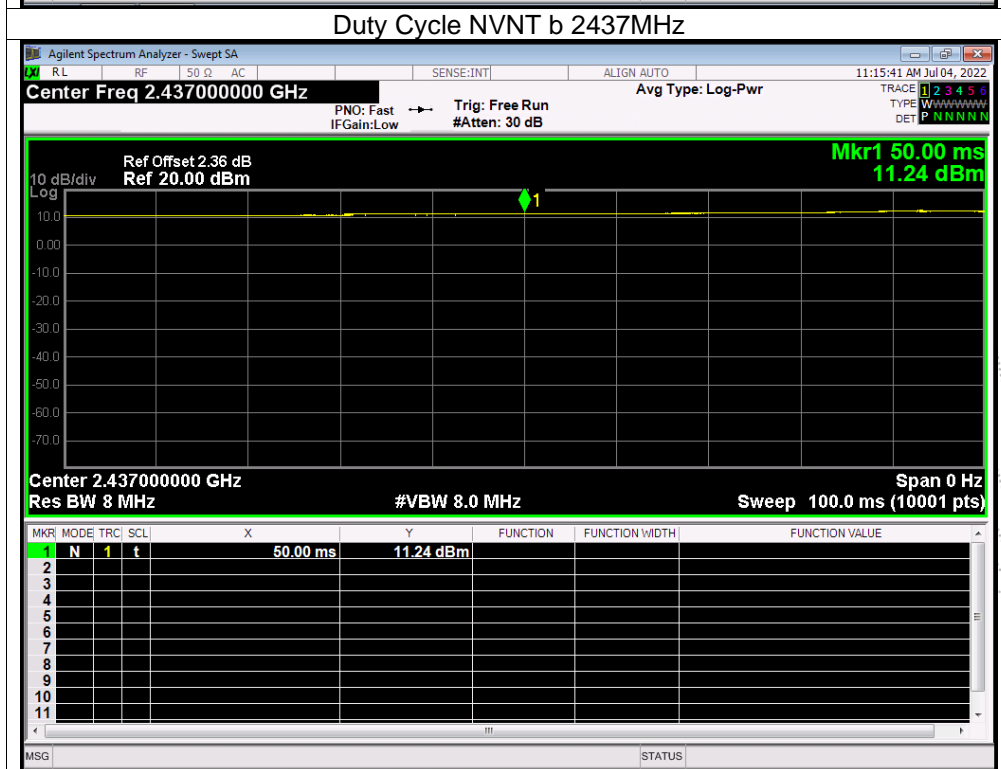 Duty Cycle NVNT b 2437MHz
Agilent Spectrum Analyzer - Swept SA
LXI RL RF 50 Ω AC SENSE:INT ALIGN AUTO 11:15:41 AM Jul 04, 2022
Center Freq 2.437000000 GHz Avg Type: Log-Pwr TRACE 1 2 3 4 5 6
PNO: Fast Trig: Free Run TYPE WWWWWW
IFGain:Low #Atten: 30 dB DET P N N N N N
Mkr1 50.00 ms
Ref Offset 2.36 dB
10 dB/div Ref 20.00 dBm 11.24 dBm
Log
1
10.0
0.00
-10.0
-20.0
-30.0
-40.0
-50.0
-60.0
-70.0
Center 2.437000000 GHz Span 0 Hz
Res BW 8 MHz #VBW 8.0 MHz Sweep 100.0 ms (10001 pts)
MKR MODE TRC SCL X Y FUNCTION FUNCTION WIDTH FUNCTION VALUE
1 N 1 t 50.00 ms 11.24 dBm
2
3
4
5
6
7
8
9
10
11
MSG STATUS